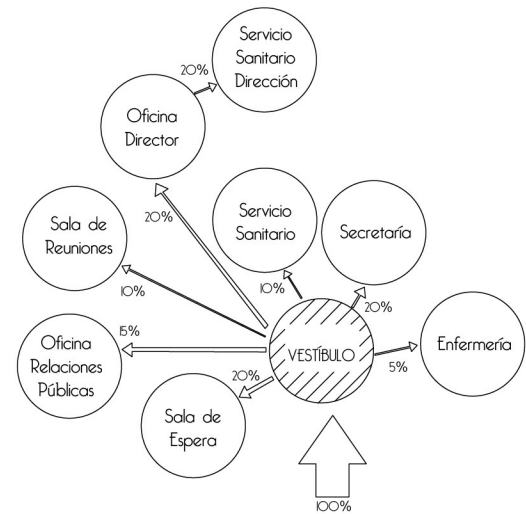 Servicio
Sanitario
Dirección
20%
Oficina
Director
20%
Servicio
Sanitario
Secretaría
Sala de
Reuniones
10%
10%
20%
15%
Oficina
Relaciones
Públicas
VESTÍBULO
Enfermería
5%
20%
Sala de
Espera
100%